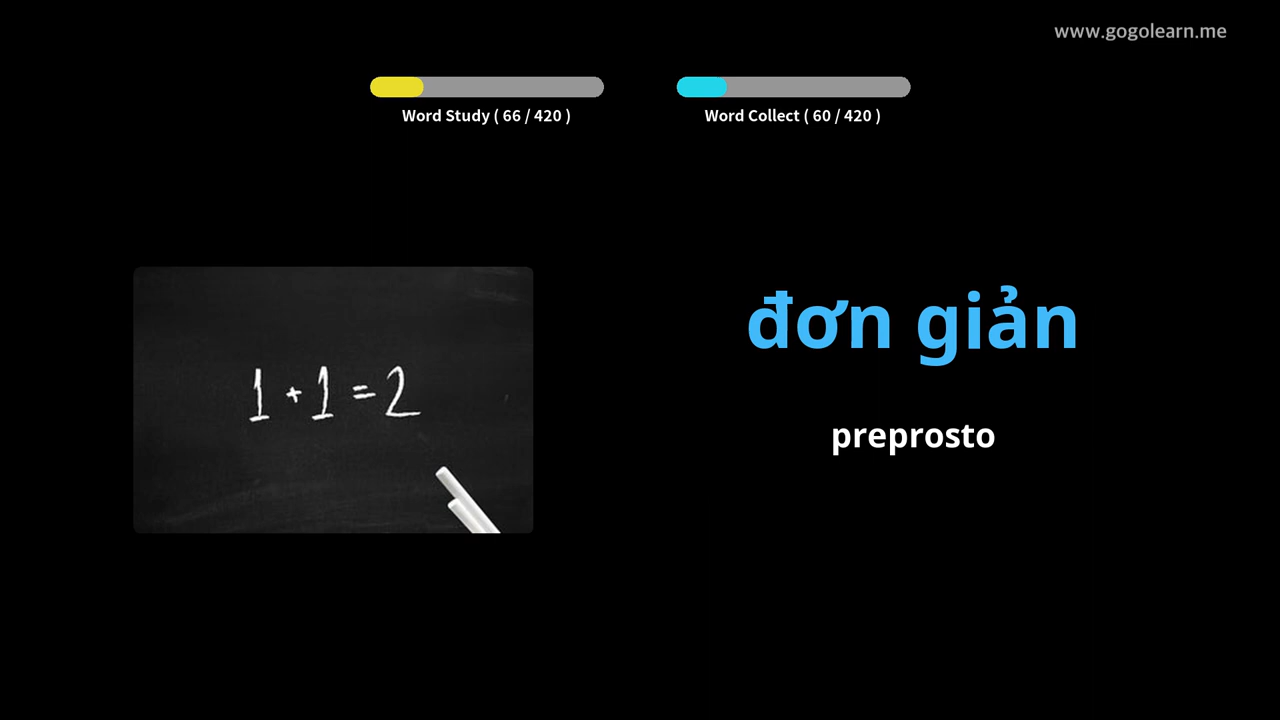 www.gogolearn.me
Word Study ( 66 / 420 )
Word Collect ( 60 / 420 )
1 + 1 = 2
đơn giản
preprosto